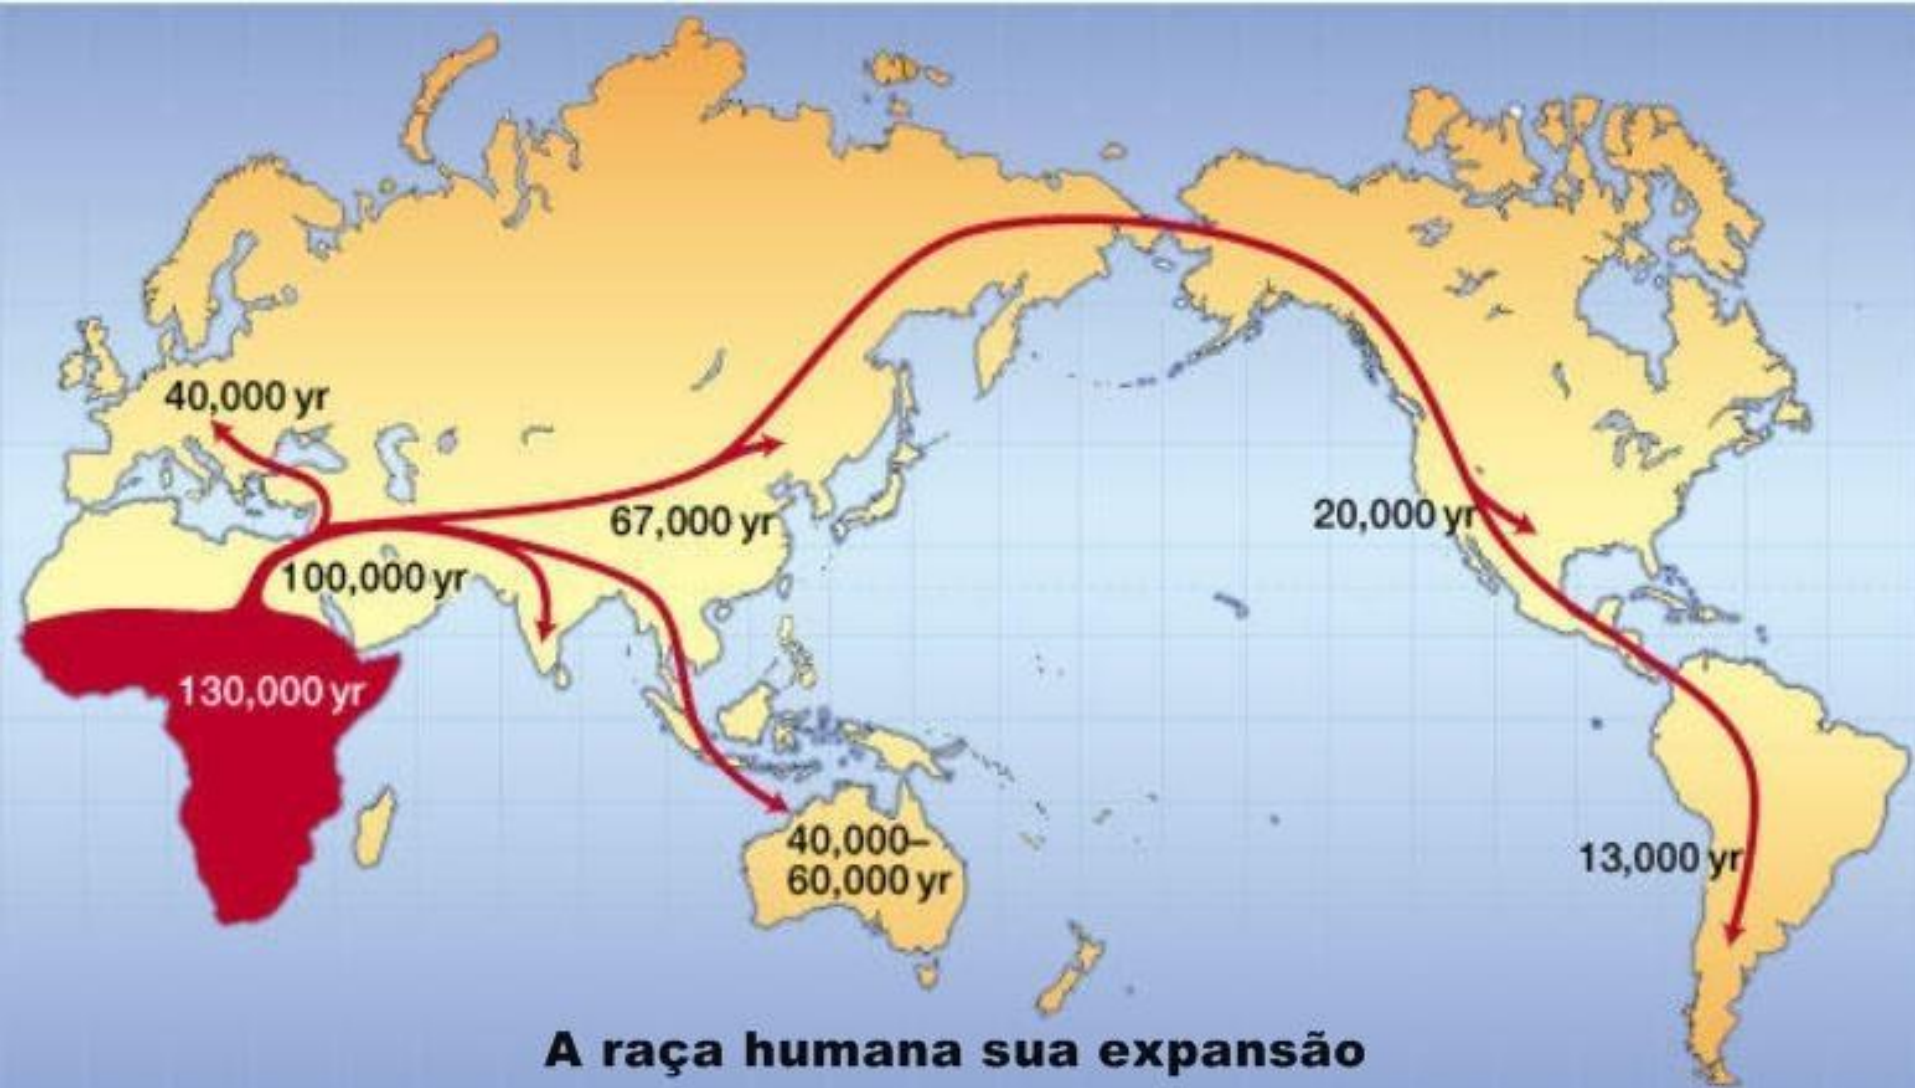 40,000 yr
67,000 yr
20,000 yr
100,000 yr
130,000 yr
40,000–
60,000 yr
13,000 yr
A raça humana sua expansão